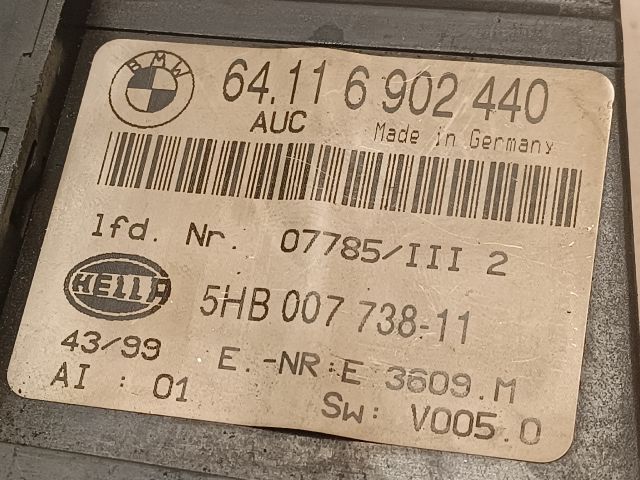 BMW
64.11 6 902 440
AUC Made in Germany
lfd. Nr. 07785/III 2
HELLA 5HB 007 738-11
43/99 E.-NR:E 3609.M
AI : 01 Sw: V005.0